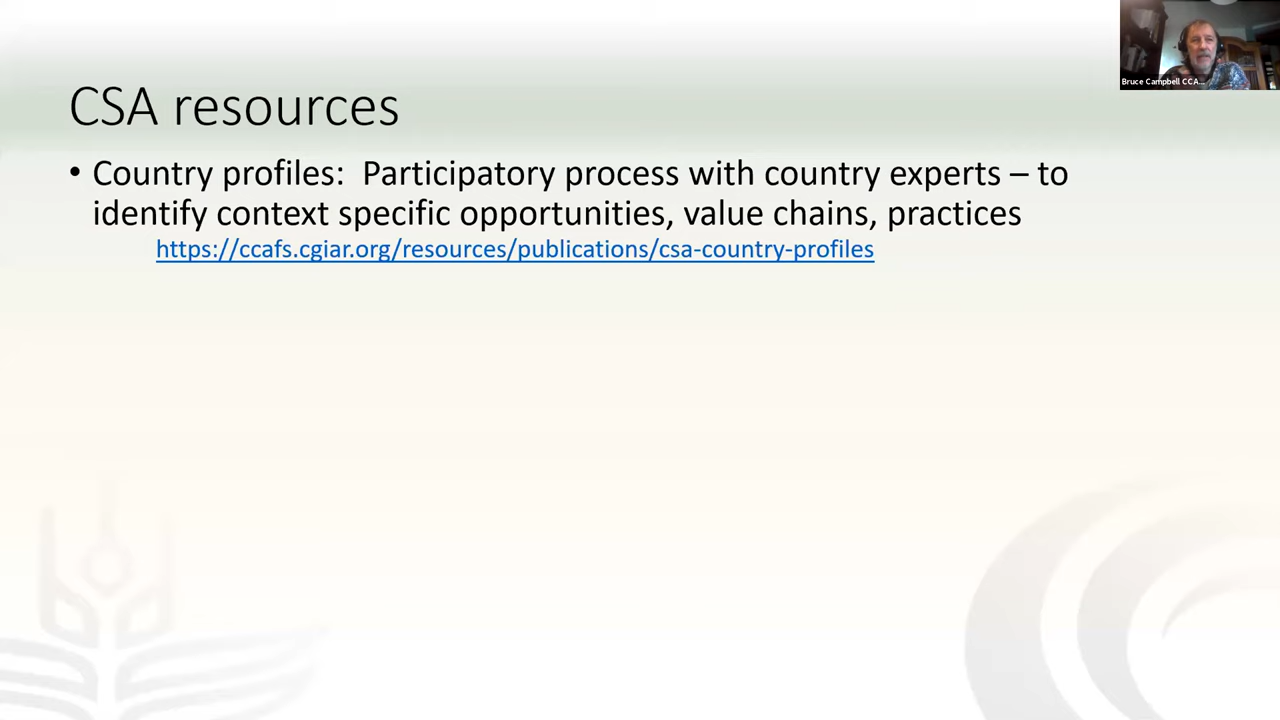 Bruce Campbell CCA...
CSA resources
• Country profiles: Participatory process with country experts – to
identify context specific opportunities, value chains, practices
https://ccafs.cgiar.org/resources/publications/csa-country-profiles